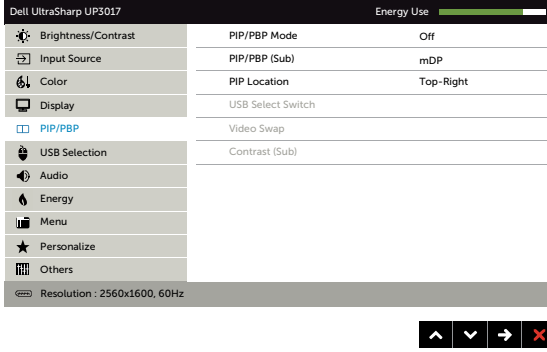 Dell UltraSharp UP3017 Energy Use
Brightness/Contrast PIP/PBP Mode Off
Input Source PIP/PBP (Sub) mDP
Color PIP Location Top-Right
Display USB Select Switch
PIP/PBP Video Swap
USB Selection Contrast (Sub)
Audio
Energy
Menu
Personalize
Others
Resolution : 2560x1600, 60Hz